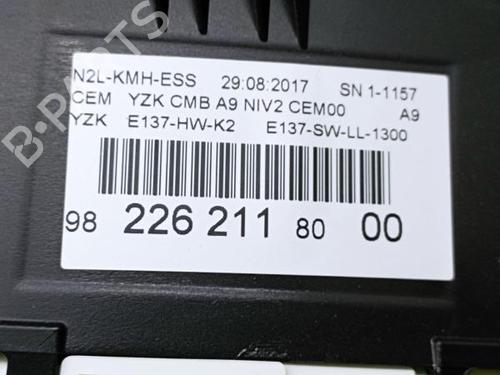 N2L-KMH-ESS 29:08:2017 SN 1-1157
CEM YZK CMB A9 NIV2 CEM00 A9
YZK E137-HW-K2 E137-SW-LL-1300
98 226 211 80 00
B-PARTS